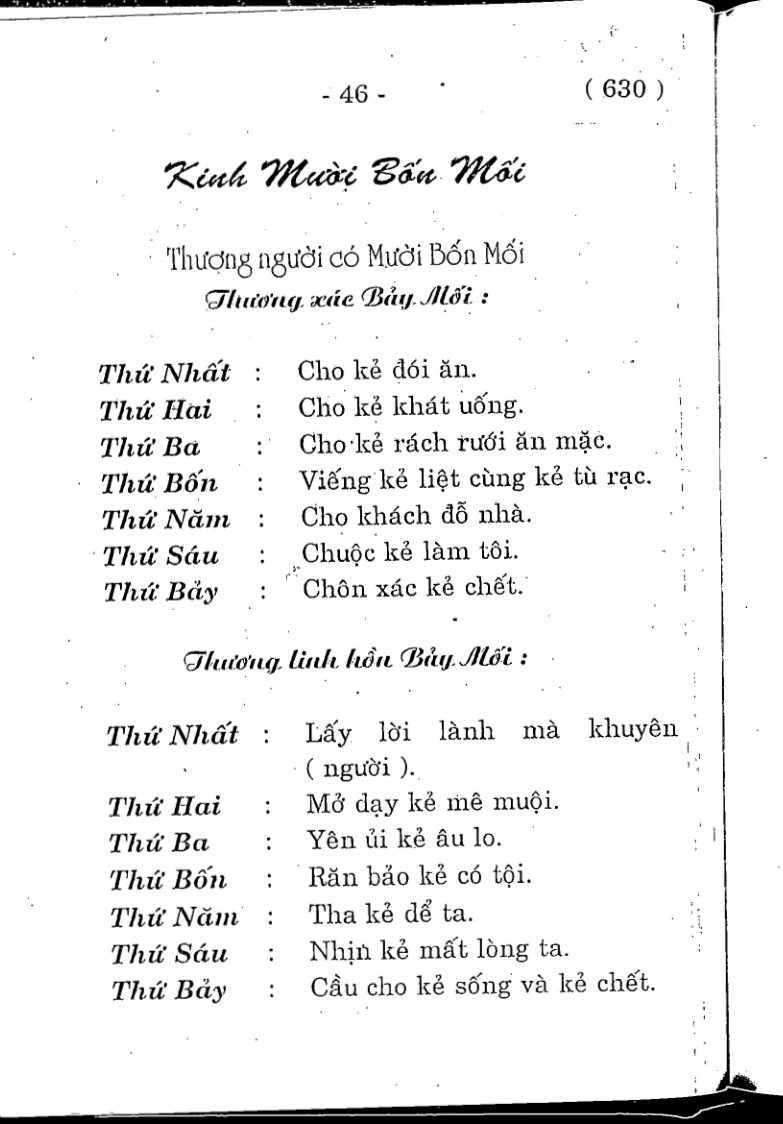 - 46 - ( 630 )
Kinh Mười Bốn Mối
Thương người có Mười Bốn Mối
Thương xác Bảy Mối :
Thứ Nhất : Cho kẻ đói ăn.
Thứ Hai : Cho kẻ khát uống.
Thứ Ba : Cho kẻ rách rưới ăn mặc.
Thứ Bốn : Viếng kẻ liệt cùng kẻ tù rạc.
Thứ Năm : Cho khách đỗ nhà.
Thứ Sáu : Chuộc kẻ làm tôi.
Thứ Bảy : Chôn xác kẻ chết.
Thương linh hồn Bảy Mối :
Thứ Nhất : Lấy lời lành mà khuyên
( người ).
Thứ Hai : Mở dạy kẻ mê muội.
Thứ Ba : Yên ủi kẻ âu lo.
Thứ Bốn : Răn bảo kẻ có tội.
Thứ Năm : Tha kẻ dể ta.
Thứ Sáu : Nhịn kẻ mất lòng ta.
Thứ Bảy : Cầu cho kẻ sống và kẻ chết.